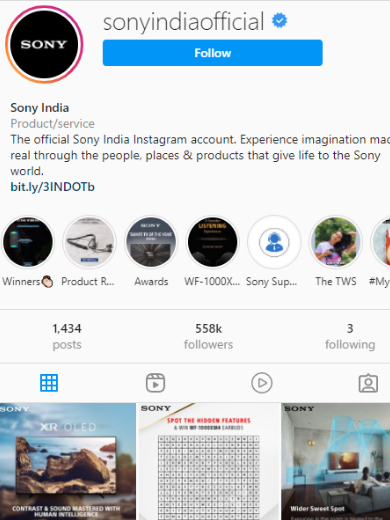 SONY
sonyindiaofficial
Follow
Sony India
Product/service
The official Sony India Instagram account. Experience imagination mad
real through the people, places & products that give life to the Sony
world.
bit.ly/3INDOTb
SONY
LISTENING
Winners Product R... Awards WF-1000X... Sony Sup... The TWS #My
1,434 558k 3
posts followers following
SONY
XR OLED
CONTRAST & SOUND MASTERED WITH
HUMAN INTELLIGENCE
SONY
SPOT THE HIDDEN FEATURES
& WIN WF-1000XM4 EARBUDS
SONY
Wider Sweet Spot